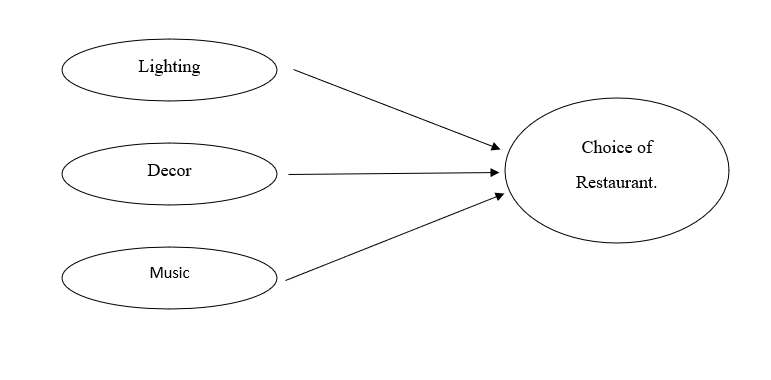 Lighting
Decor
Music
Choice of
Restaurant.